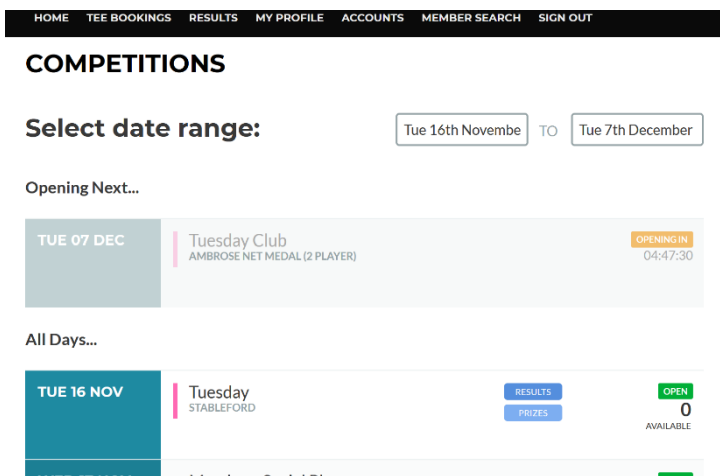 HOME TEE BOOKINGS RESULTS MY PROFILE ACCOUNTS MEMBER SEARCH SIGN OUT
COMPETITIONS
Select date range: Tue 16th Novembe TO Tue 7th December
Opening Next...
TUE 07 DEC Tuesday Club OPENING IN
AMBROSE NET MEDAL (2 PLAYER) 04:47:30
All Days...
TUE 16 NOV Tuesday RESULTS OPEN
STABLEFORD PRIZES 0
AVAILABLE